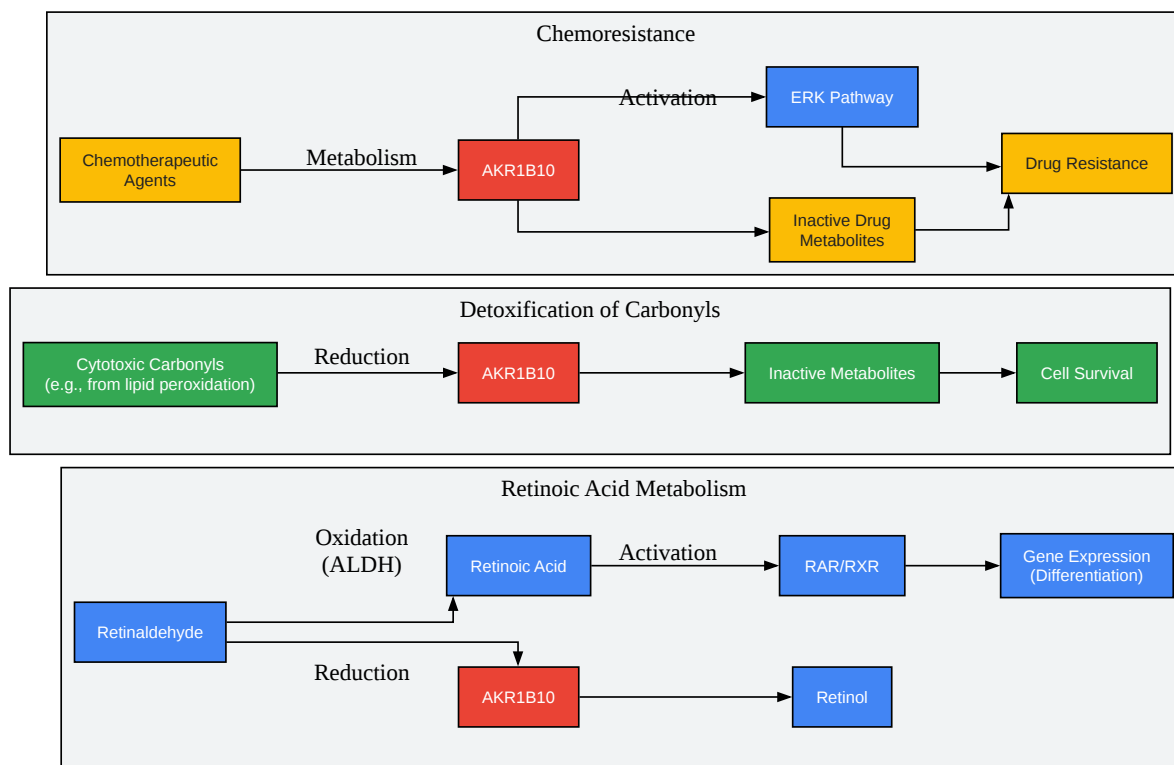 Chemoresistance
Activation
ERK Pathway
Chemotherapeutic
Agents
Metabolism
AKR1B10
Drug Resistance
Inactive Drug
Metabolites
Detoxification of Carbonyls
Cytotoxic Carbonyls
(e.g., from lipid peroxidation)
Reduction
AKR1B10
Inactive Metabolites
Cell Survival
Retinoic Acid Metabolism
Oxidation
(ALDH)
Retinoic Acid
Activation
RAR/RXR
Gene Expression
(Differentiation)
Retinaldehyde
Reduction
AKR1B10
Retinol